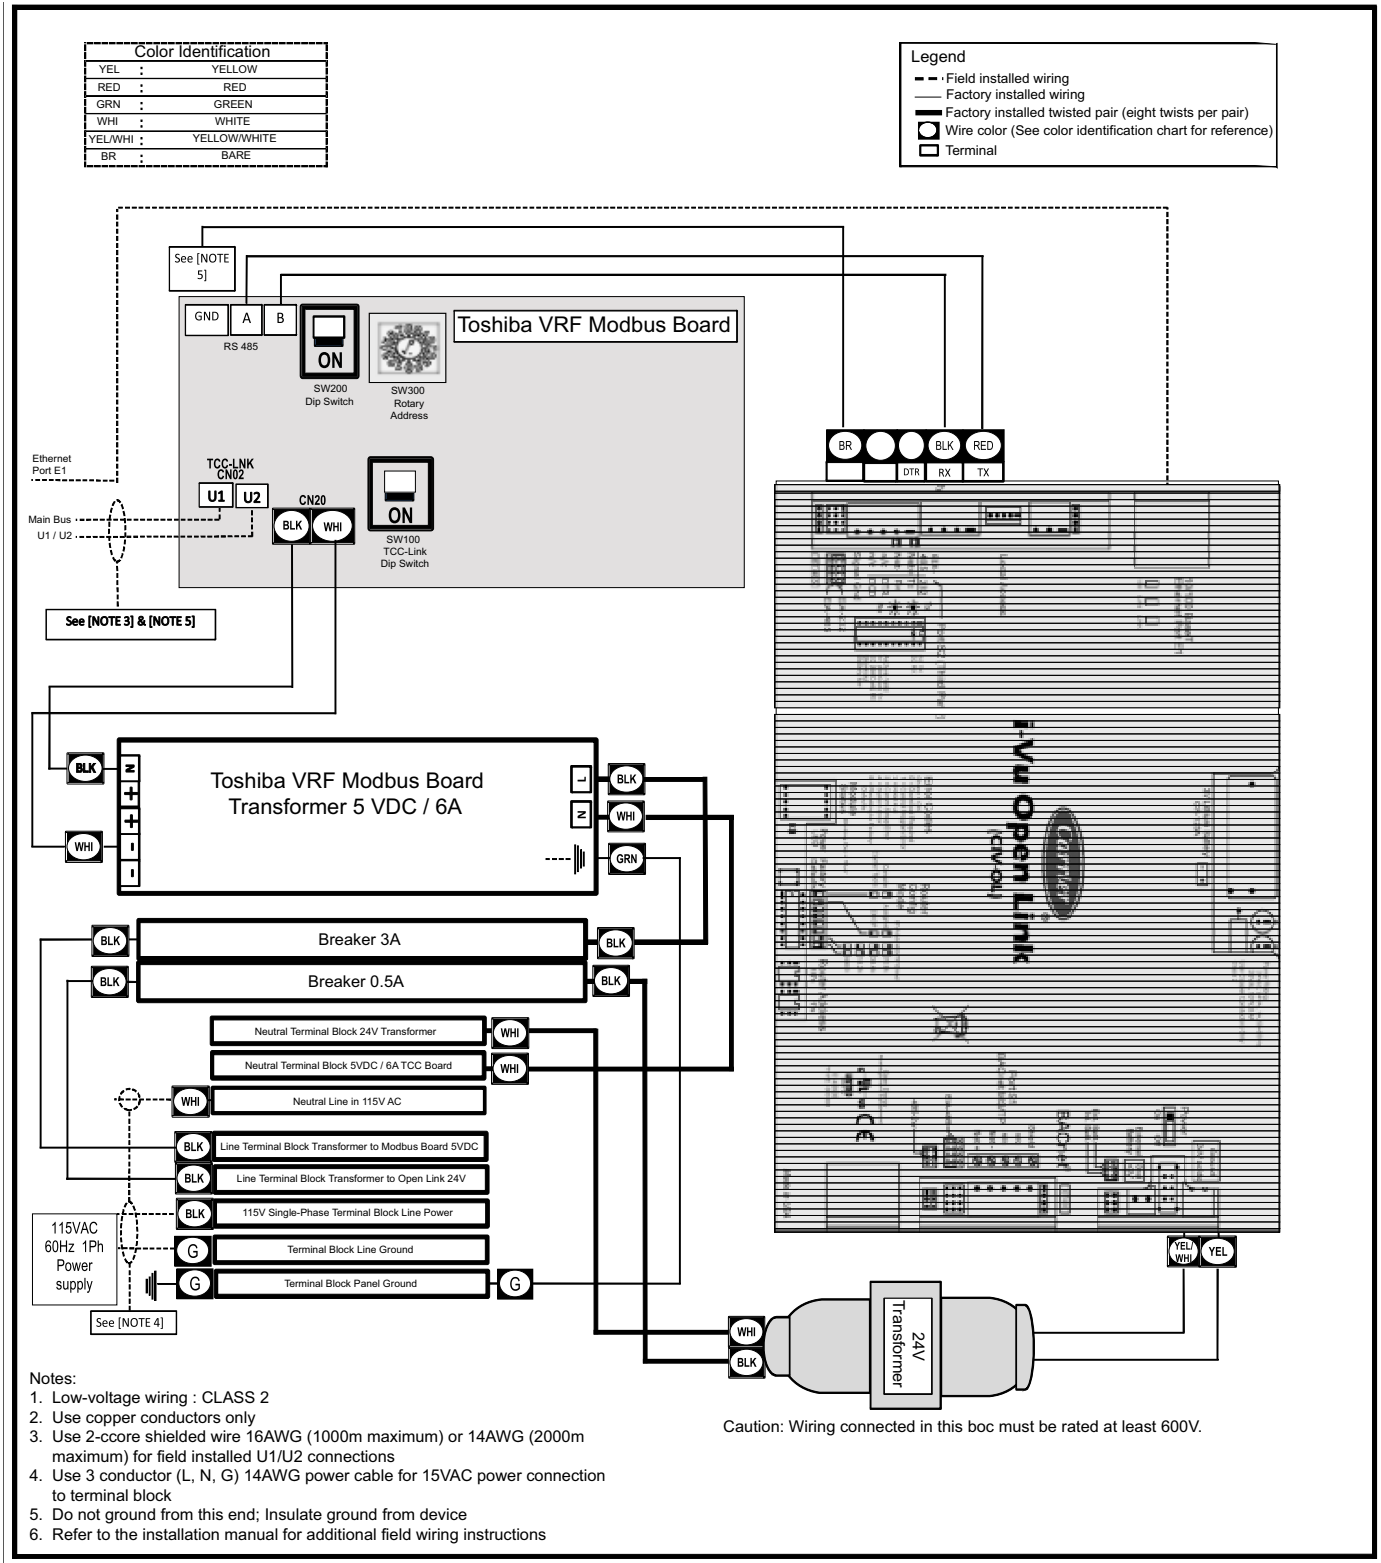 Color Identification
YEL : YELLOW
RED : RED
GRN : GREEN
WHI : WHITE
YEL/WHI : YELLOW/WHITE
BR : BARE
Legend
Field installed wiring
Factory installed wiring
Factory installed twisted pair (eight twists per pair)
Wire color (See color identification chart for reference)
Terminal
See [NOTE
5]
GND A B
RS 485
ON
SW200
Dip Switch
SW300
Rotary
Address
Toshiba VRF Modbus Board
BR BLK RED
DTR RX TX
Ethernet
Port E1
TCC-LNK
CN02
U1 U2
CN20
BLK WHI
ON
SW100
TCC-Link
Dip Switch
Main Bus
U1 / U2
See [NOTE 3] & [NOTE 5]
BLK
WHI
N
+
+
-
-
Toshiba VRF Modbus Board
Transformer 5 VDC / 6A
L
N
BLK
WHI
GRN
i-Vu Open Link
(CIV-OL)
Carrier
BACnet
CE
BLK Breaker 3A BLK
BLK Breaker 0.5A BLK
Neutral Terminal Block 24V Transformer WHI
Neutral Terminal Block 5VDC / 6A TCC Board WHI
WHI Neutral Line in 115V AC
BLK Line Terminal Block Transformer to Modbus Board 5VDC
BLK Line Terminal Block Transformer to Open Link 24V
BLK 115V Single-Phase Terminal Block Line Power
G Terminal Block Line Ground
G Terminal Block Panel Ground G
115VAC
60Hz 1Ph
Power
supply
See [NOTE 4]
YEL/
WHI
YEL
WHI
BLK
24V
Transformer
Caution: Wiring connected in this boc must be rated at least 600V.
Notes:
1. Low-voltage wiring : CLASS 2
2. Use copper conductors only
3. Use 2-ccore shielded wire 16AWG (1000m maximum) or 14AWG (2000m
maximum) for field installed U1/U2 connections
4. Use 3 conductor (L, N, G) 14AWG power cable for 15VAC power connection
to terminal block
5. Do not ground from this end; Insulate ground from device
6. Refer to the installation manual for additional field wiring instructions